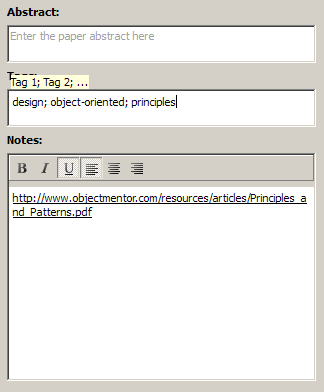 Abstract:
Enter the paper abstract here
Tag 1; Tag 2; ...
design; object-oriented; principles
Notes:
B I U
http://www.objectmentor.com/resources/articles/Principles_a
nd_Patterns.pdf